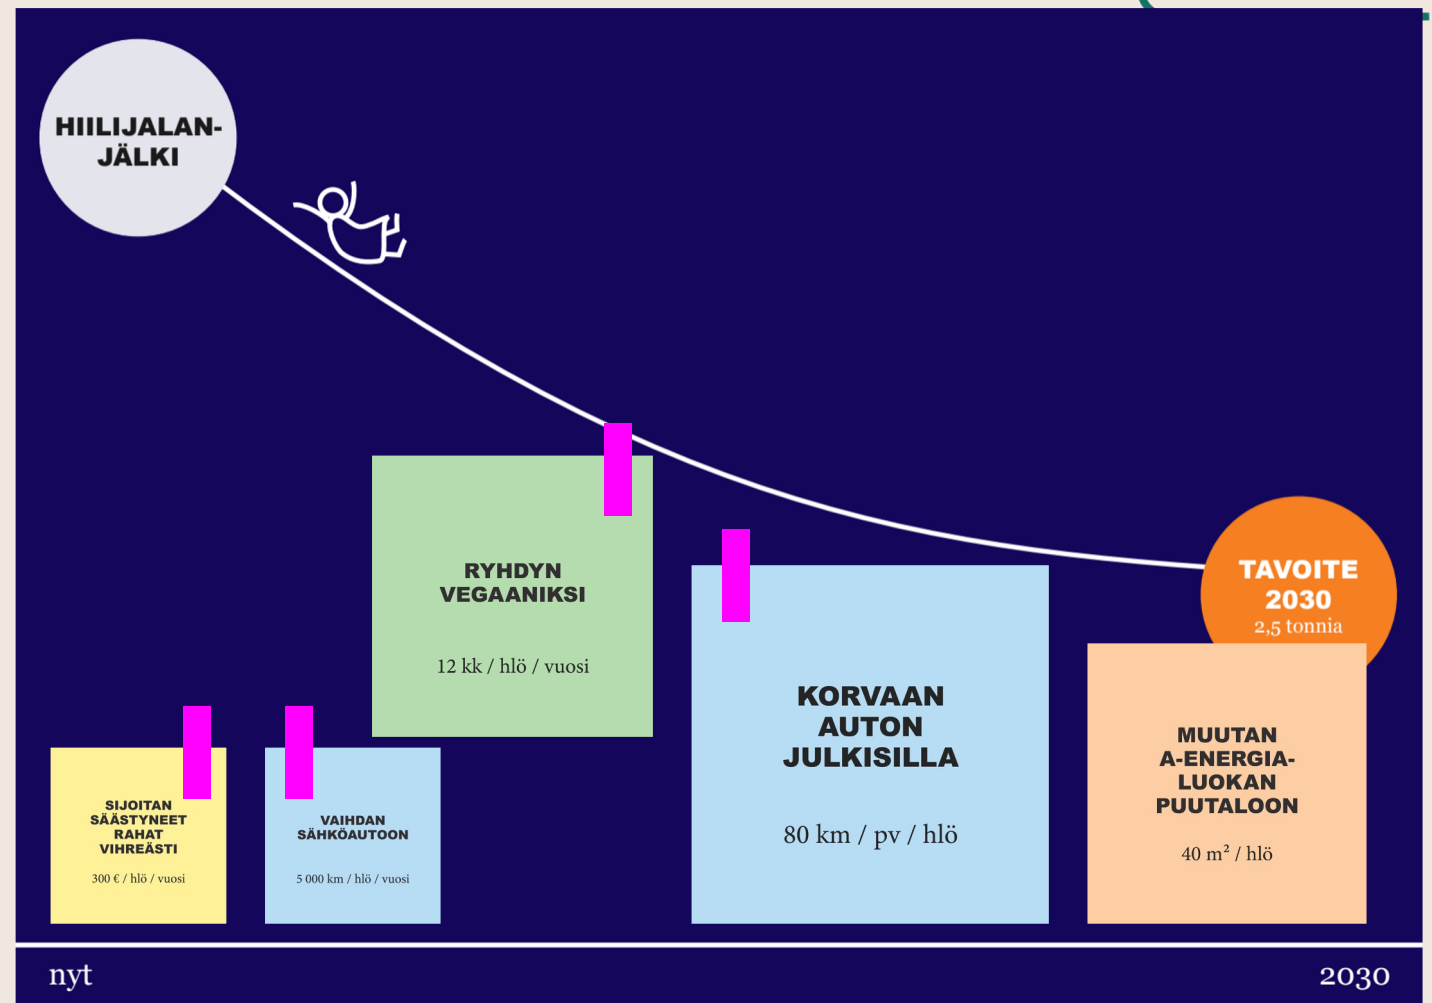 HIILIJALAN-
JÄLKI
TAVOITE
2030
2,5 tonnia
RYHDYN
VEGAANIKSI
12 kk / hlö / vuosi
KORVAAN
AUTON
JULKISILLA
80 km / pv / hlö
MUUTAN
A-ENERGIA-
LUOKAN
PUUTALOON
40 m² / hlö
SIJOITAN
SÄÄSTYNEET
RAHAT
VIHREÄSTI
300 € / hlö / vuosi
VAIHDAN
SÄHKÖAUTOON
5 000 km / hlö / vuosi
nyt
2030